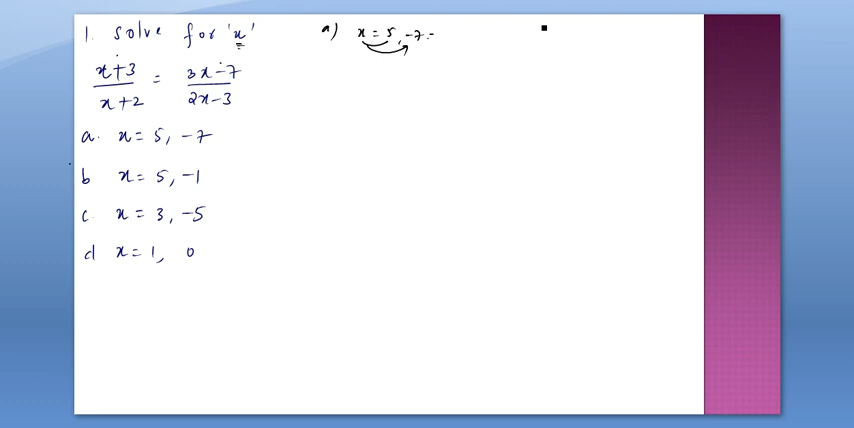 1. Solve for 'x'
x+3 / x+2 = 3x-7 / 2x-3
a. x = 5, -7
b x = 5, -1
c. x = 3, -5
d x = 1, 0
a) x = 5, -7.-